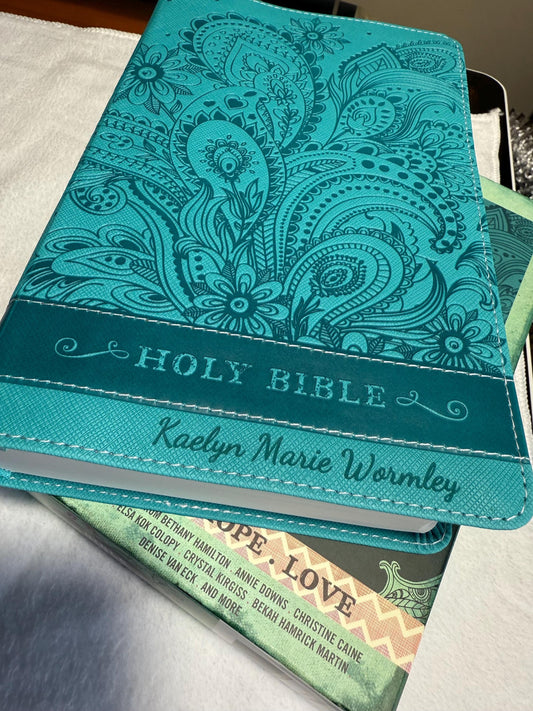 HOLY BIBLE
Kaelyn Marie Wormley
HOPE . LOVE
BETHANY HAMILTON . ANNIE DOWNS . CHRISTINE CAINE
ELSA KOK COLOPY . CRYSTAL KIRGISS . BEKAH HAMRICK MARTIN
DENISE VAN ECK . AND MORE